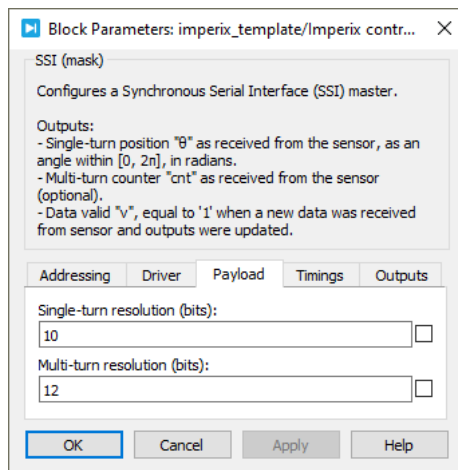 Block Parameters: imperix_template/Imperix contr...
SSI (mask)
Configures a Synchronous Serial Interface (SSI) master.
Outputs:
- Single-turn position "θ" as received from the sensor, as an
angle within [0, 2π], in radians.
- Multi-turn counter "cnt" as received from the sensor
(optional).
- Data valid "v", equal to '1' when a new data was received
from sensor and outputs were updated.
Addressing Driver Payload Timings Outputs
Single-turn resolution (bits):
10
Multi-turn resolution (bits):
12
OK Cancel Apply Help